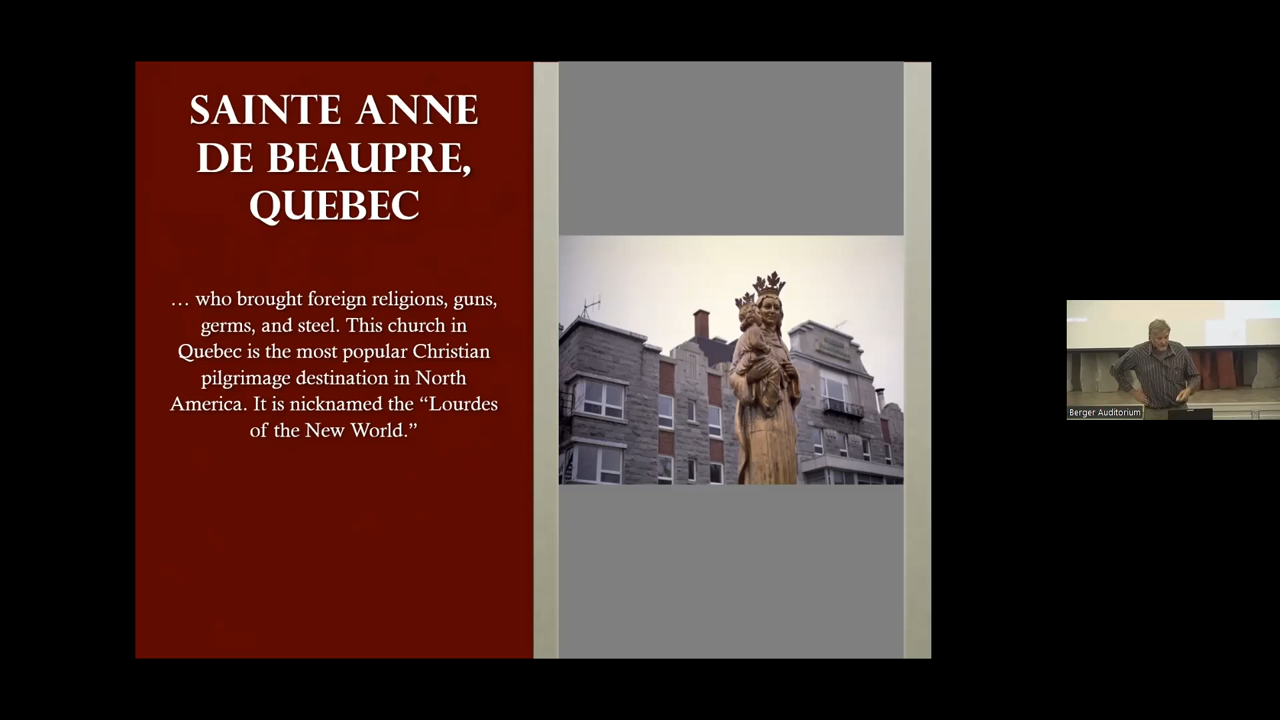 SAINTE ANNE
DE BEAUPRE,
QUEBEC
… who brought foreign religions, guns,
germs, and steel. This church in
Quebec is the most popular Christian
pilgrimage destination in North
America. It is nicknamed the “Lourdes
of the New World.”
Berger Auditorium